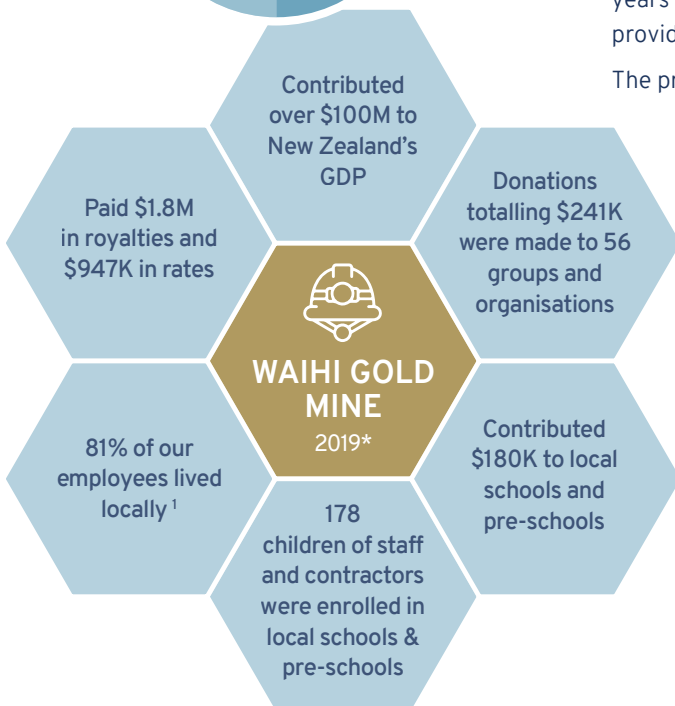 years
provid
The pr
Contributed
over $100M to
New Zealand's
GDP
Paid $1.8M
in royalties and
$947K in rates
Donations
totalling $241K
were made to 56
groups and
organisations
WAIHI GOLD
MINE
2019*
81% of our
employees lived
locally ¹
Contributed
$180K to local
schools and
pre-schools
178
children of staff
and contractors
were enrolled in
local schools &
pre-schools